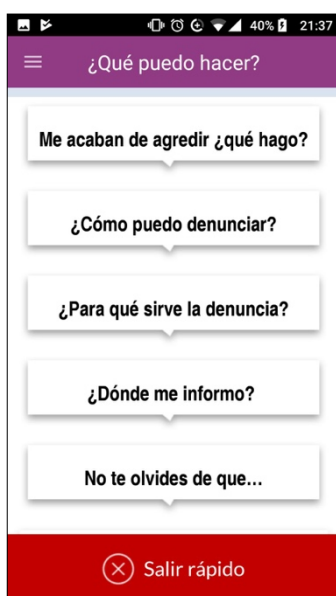 40% 21:37
¿Qué puedo hacer?
Me acaban de agredir ¿qué hago?
¿Cómo puedo denunciar?
¿Para qué sirve la denuncia?
¿Dónde me informo?
No te olvides de que...
Salir rápido